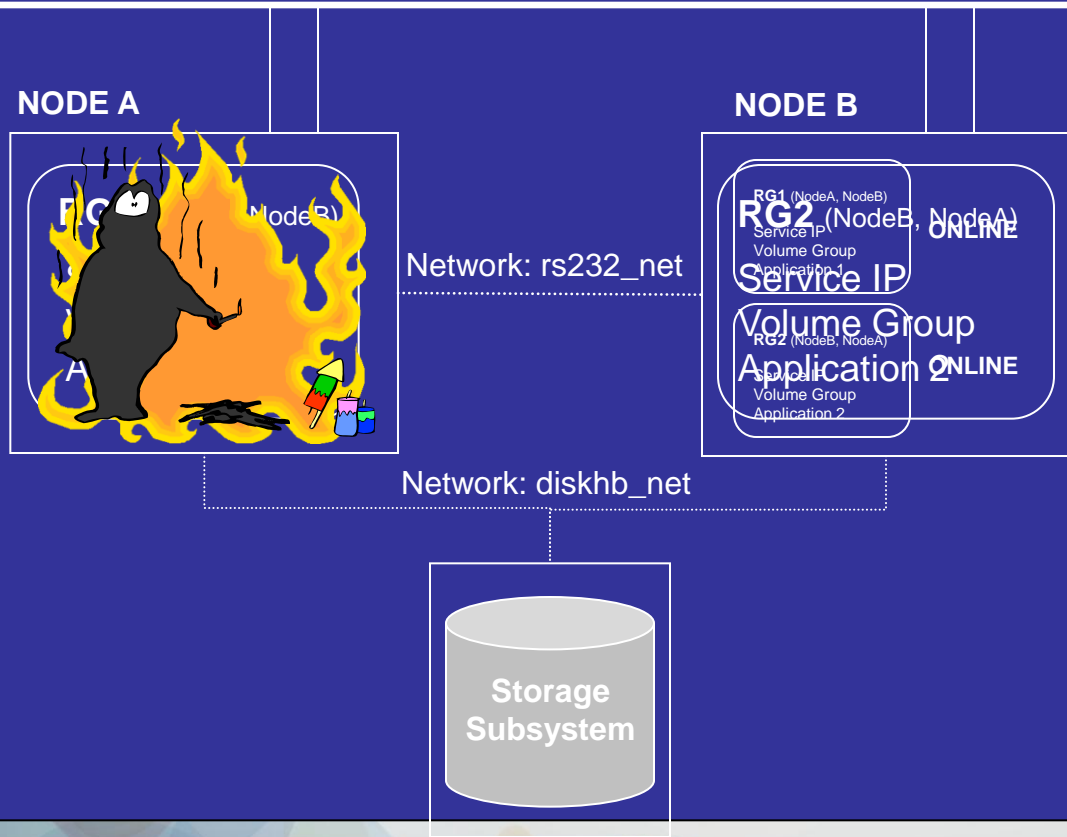 NODE A
NODE B
NodeB)
Network: rs232_net
RG1 (NodeA, NodeB)
Service IP
Volume Group
Application 1
ONLINE
RG2 (NodeB, NodeA)
Service IP
Volume Group
Application 2
RG2 (NodeB, NodeA)
Service IP
Volume Group
Application 2
ONLINE
Network: diskhb_net
Storage
Subsystem